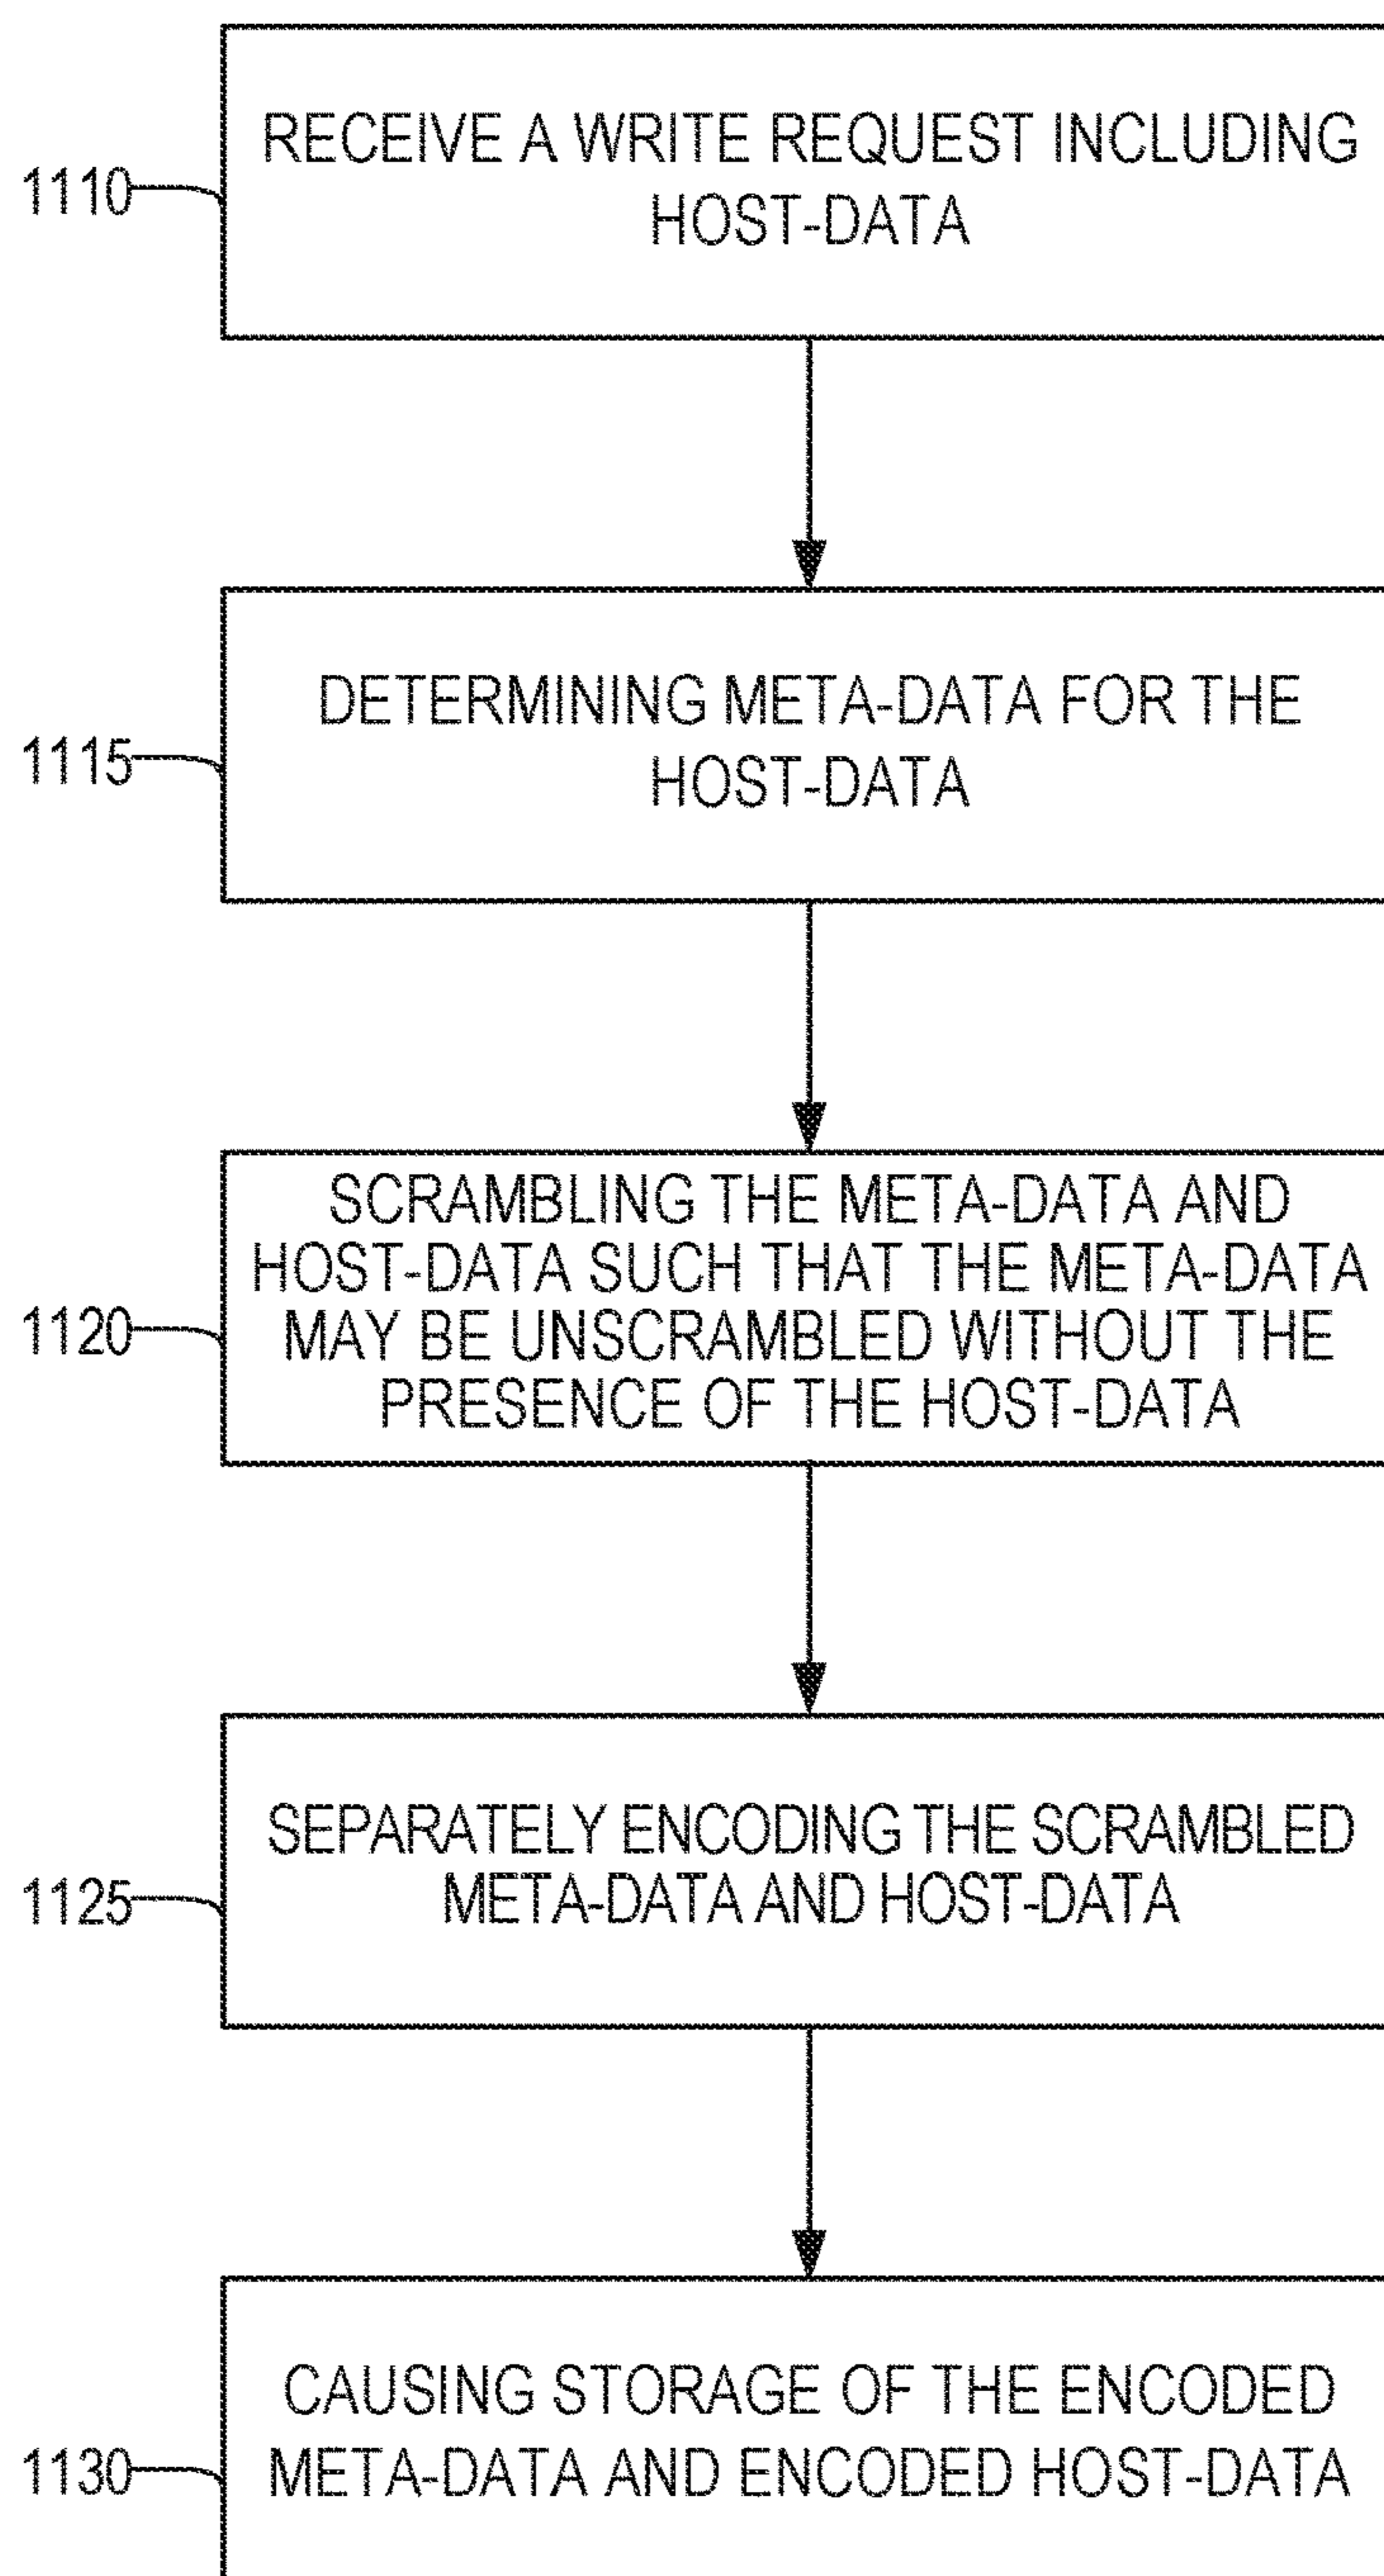 RECEIVE A WRITE REQUEST INCLUDING
HOST-DATA
1110
DETERMINING META-DATA FOR THE
HOST-DATA
1115
SCRAMBLING THE META-DATA AND
HOST-DATA SUCH THAT THE META-DATA
MAY BE UNSCRAMBLED WITHOUT THE
PRESENCE OF THE HOST-DATA
1120
SEPARATELY ENCODING THE SCRAMBLED
META-DATA AND HOST-DATA
1125
CAUSING STORAGE OF THE ENCODED
META-DATA AND ENCODED HOST-DATA
1130